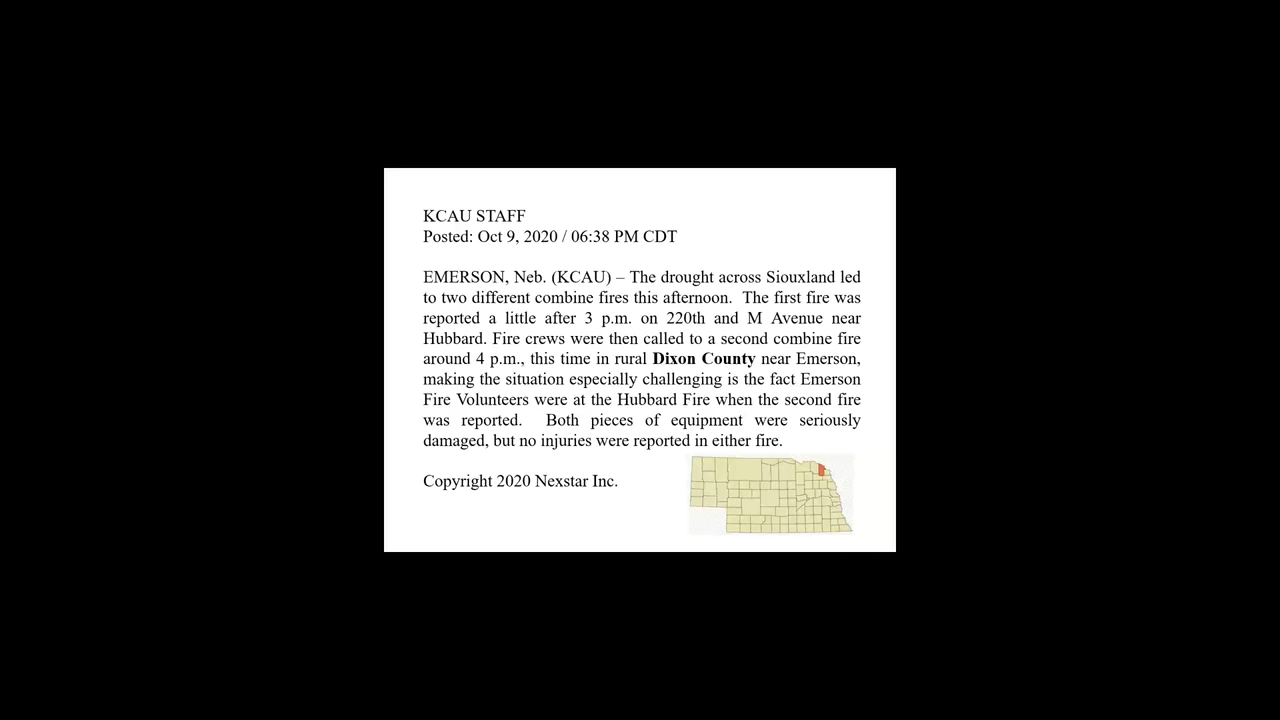 KCAU STAFF
Posted: Oct 9, 2020 / 06:38 PM CDT
EMERSON, Neb. (KCAU) – The drought across Siouxland led
to two different combine fires this afternoon.  The first fire was
reported a little after 3 p.m. on 220th and M Avenue near
Hubbard. Fire crews were then called to a second combine fire
around 4 p.m., this time in rural Dixon County near Emerson,
making the situation especially challenging is the fact Emerson
Fire Volunteers were at the Hubbard Fire when the second fire
was reported.  Both pieces of equipment were seriously
damaged, but no injuries were reported in either fire.
Copyright 2020 Nexstar Inc.